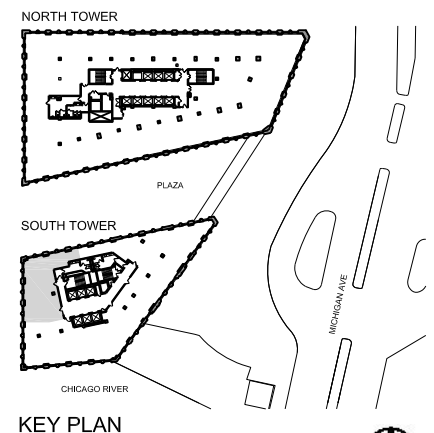 NORTH TOWER
PLAZA
SOUTH TOWER
MICHIGAN AVE
CHICAGO RIVER
KEY PLAN